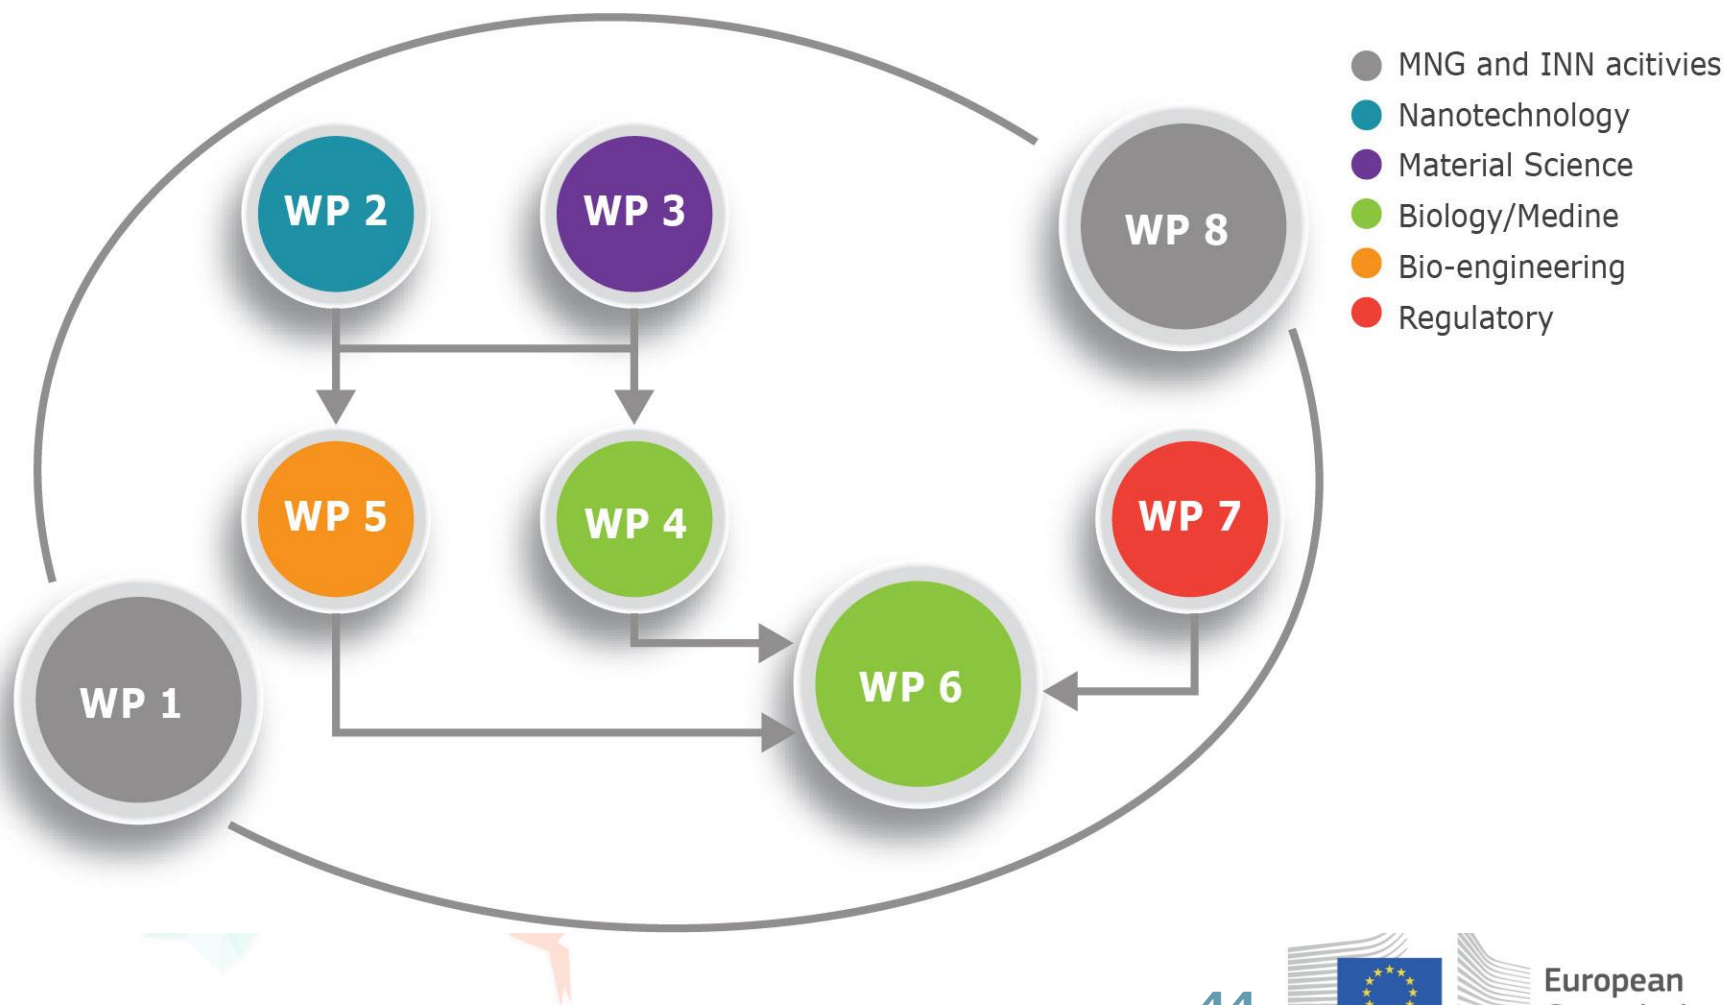 MNG and INN acitivies
Nanotechnology
Material Science
Biology/Medine
Bio-engineering
Regulatory
WP 2
WP 3
WP 8
WP 5
WP 4
WP 7
WP 1
WP 6
44
European